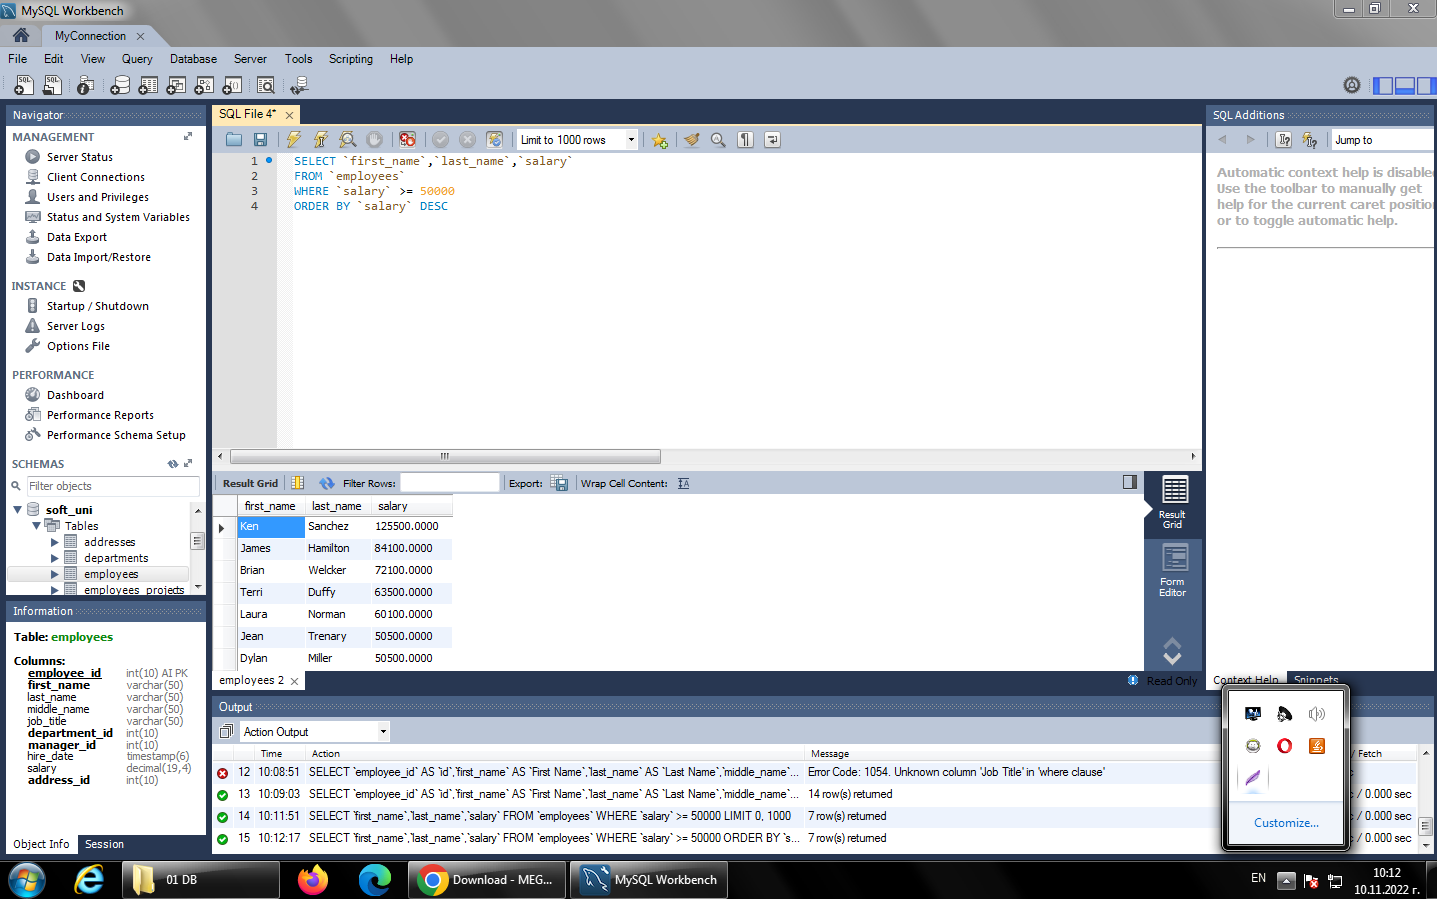 MySQL Workbench
MyConnection
File Edit View Query Database Server Tools Scripting Help
Navigator
MANAGEMENT
Server Status
Client Connections
Users and Privileges
Status and System Variables
Data Export
Data Import/Restore
INSTANCE
Startup / Shutdown
Server Logs
Options File
PERFORMANCE
Dashboard
Performance Reports
Performance Schema Setup
SCHEMAS
Filter objects
soft_uni
Tables
addresses
departments
employees
employees_projects
Information
Table: employees
Columns:
employee_id int(10) AI PK
first_name varchar(50)
last_name varchar(50)
middle_name varchar(50)
job_title varchar(50)
department_id int(10)
manager_id int(10)
hire_date timestamp(6)
salary decimal(19,4)
address_id int(10)
Object Info Session
SQL File 4*
Limit to 1000 rows
1 SELECT `first_name`,`last_name`,`salary`
2 FROM `employees`
3 WHERE `salary` >= 50000
4 ORDER BY `salary` DESC
Result Grid Filter Rows: Export: Wrap Cell Content:
first_name last_name salary
Ken Sanchez 125500.0000
James Hamilton 84100.0000
Brian Welcker 72100.0000
Terri Duffy 63500.0000
Laura Norman 60100.0000
Jean Trenary 50500.0000
Dylan Miller 50500.0000
Result
Grid
Form
Editor
employees 2
Read Only
SQL Additions
Jump to
Automatic context help is disabled
Use the toolbar to manually get
help for the current caret position
or to toggle automatic help.
Context Help Snippets
Output
Action Output
Time Action Message / Fetch
12 10:08:51 SELECT `employee_id` AS `id`,`first_name` AS `First Name`,`last_name` AS `Last Name`,`middle_name`... Error Code: 1054. Unknown column 'Job Title' in 'where clause'
13 10:09:03 SELECT `employee_id` AS `id`,`first_name` AS `First Name`,`last_name` AS `Last Name`,`middle_name`... 14 row(s) returned / 0.000 sec
14 10:11:51 SELECT `first_name`,`last_name`,`salary` FROM `employees` WHERE `salary` >= 50000 LIMIT 0, 1000 7 row(s) returned / 0.000 sec
15 10:12:17 SELECT `first_name`,`last_name`,`salary` FROM `employees` WHERE `salary` >= 50000 ORDER BY `s... 7 row(s) returned / 0.000 sec
Customize...
01 DB
Download - MEG...
MySQL Workbench
EN
10:12
10.11.2022 г.